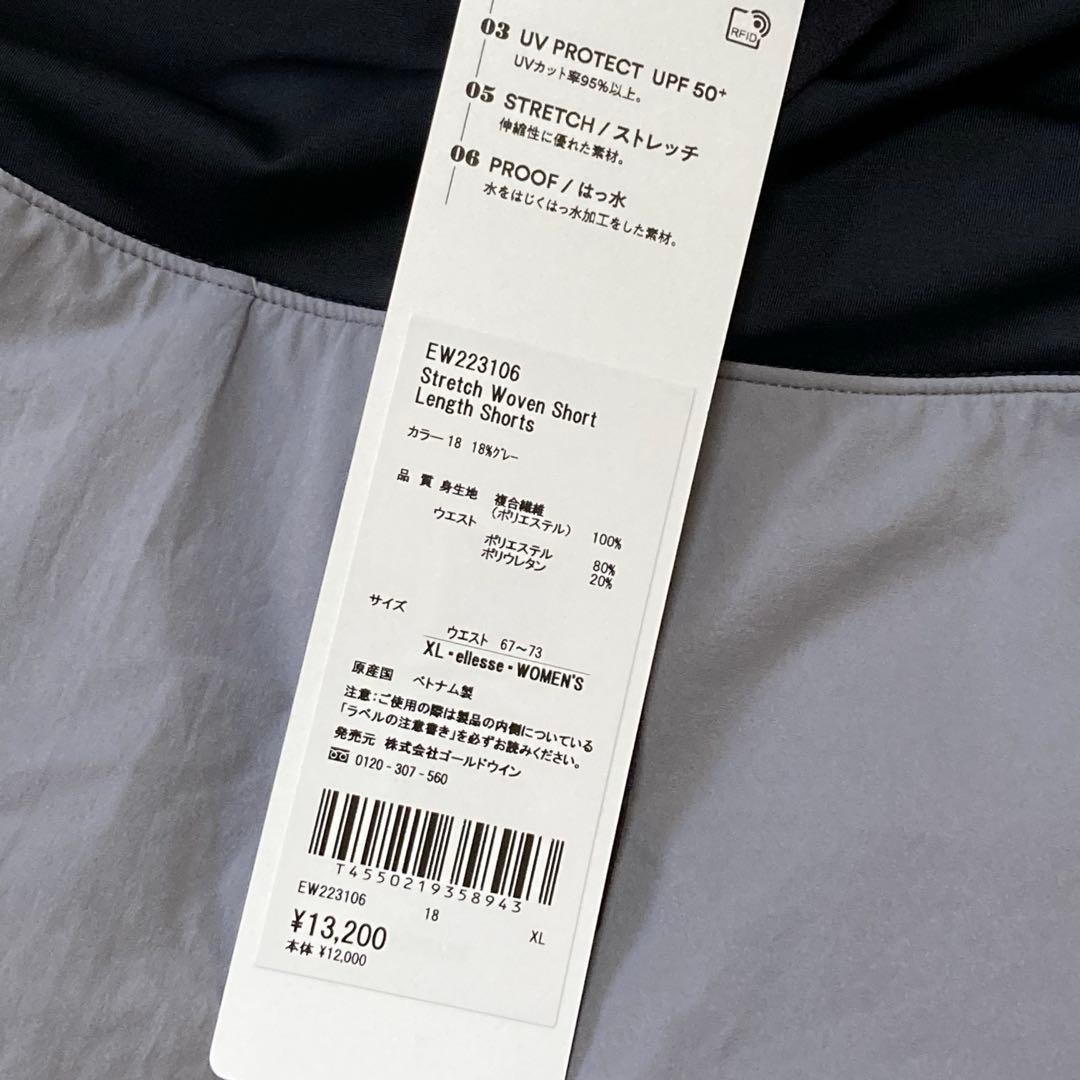 RFID
03 UV PROTECT UPF 50+
UVカット率95%以上。
05 STRETCH / ストレッチ
伸縮性に優れた素材。
06 PROOF / はっ水
水をはじくはっ水加工をした素材。
EW223106
Stretch Woven Short
Length Shorts
カラー 18 18%グレー
品 質 身生地 複合繊維
(ポリエステル) 100%
ウエスト
ポリエステル 80%
ポリウレタン 20%
サイズ
ウエスト 67~73
XL・ellesse・WOMEN'S
原産国 ベトナム製
注意:ご使用の際は製品の内側についている
「ラベルの注意書き」を必ずお読みください。
発売元 株式会社ゴールドウイン
0120-307-560
T4550219358943
EW223106 18 XL
¥13,200
本体 ¥12,000